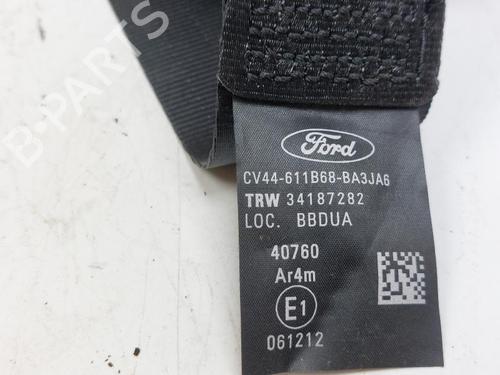 B-PARTS
Ford
CV44-611B68-BA3JA6
TRW 34187282
LOC. BBDUA
40760
Ar4m
E1
061212